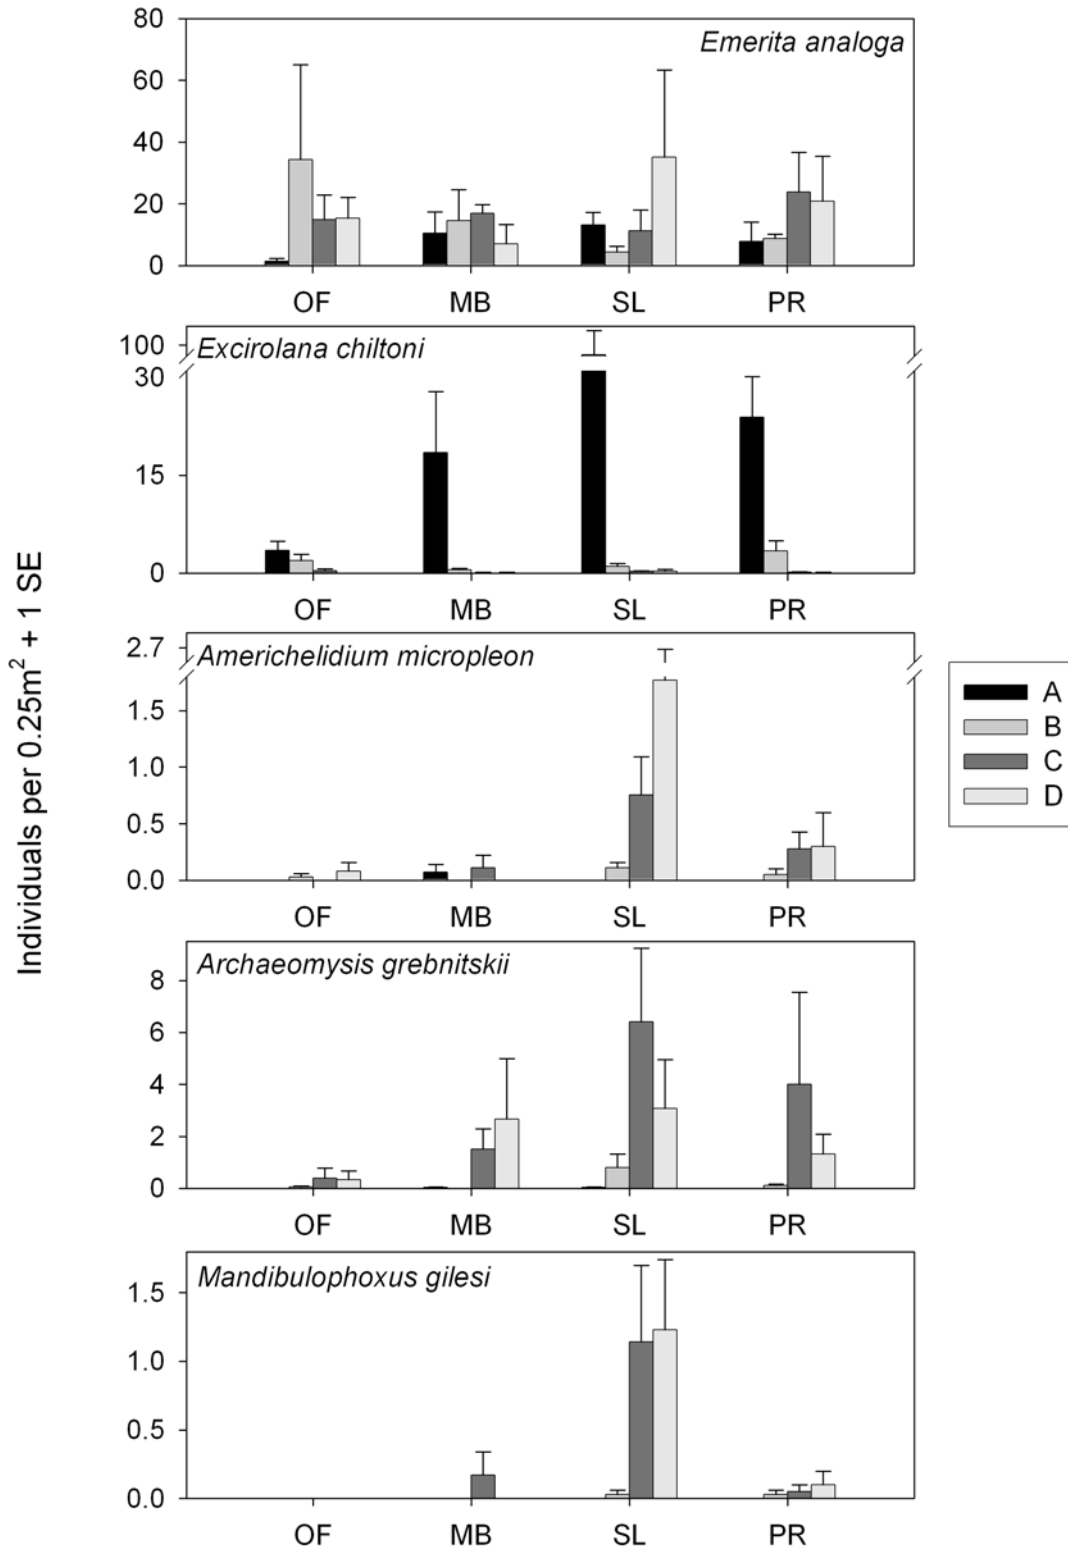 Individuals per 0.25m² + 1 SE
80
Emerita analoga
60
40
20
0
OF MB SL PR
100
Excirolana chiltoni
30
15
0
OF MB SL PR
2.7
Americhelidium micropleon
1.5
1.0
0.5
0.0
OF MB SL PR
Archaeomysis grebnitskii
8
6
4
2
0
OF MB SL PR
Mandibulophoxus gilesi
1.5
1.0
0.5
0.0
OF MB SL PR
A
B
C
D